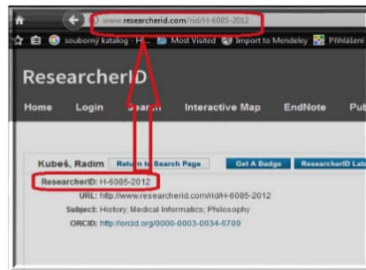 www.researcherid.com/rid/H-6085-2012
souborný katalog - H... Most Visited Import to Mendeley Přihlášení
ResearcherID
Home Login Search Interactive Map EndNote Pub
Kubeš, Radim Return to Search Page Get A Badge ResearcherID Lab
ResearcherID: H-6085-2012
URL: http://www.researcherid.com/rid/H-6085-2012
Subject: History; Medical Informatics; Philosophy
ORCID: http://orcid.org/0000-0003-0034-6709